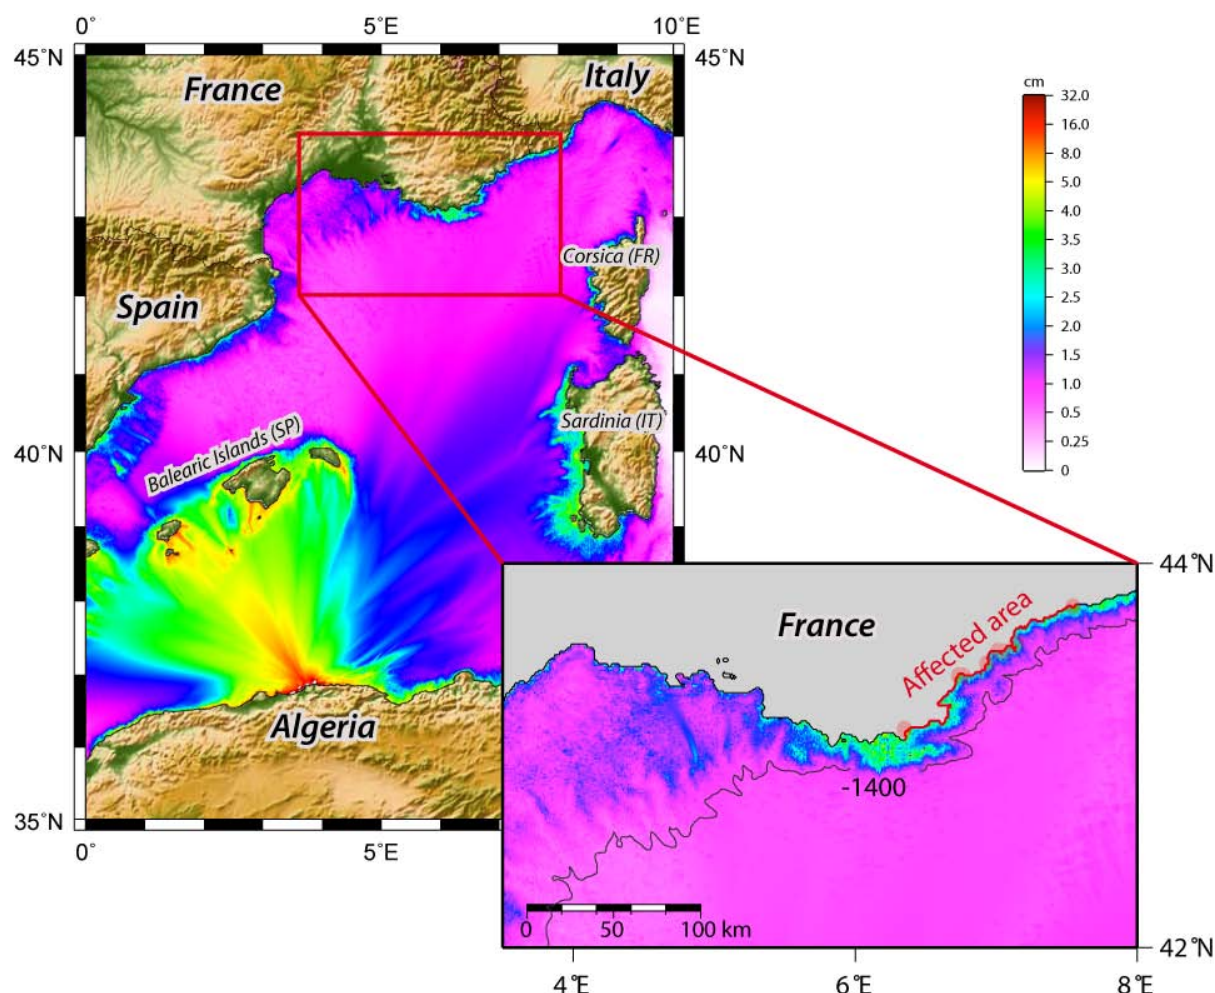 0° 5°E 10°E
45°N 45°N
France
Italy
cm
32.0
16.0
8.0
5.0
4.0
3.5
3.0
2.5
2.0
1.5
1.0
0.5
0.25
0
Corsica (FR)
Spain
Sardinia (IT)
40°N 40°N
Balearic Islands (SP)
44°N
France
Affected area
Algeria
-1400
35°N
0° 5°E
0 50 100 km
42°N
4°E 6°E 8°E